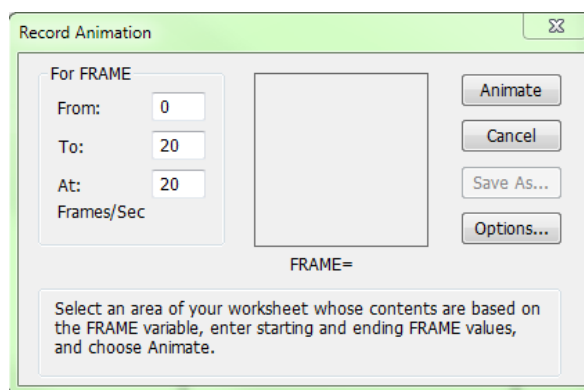 Record Animation
For FRAME
From: 0
To: 20
At: 20
Frames/Sec
FRAME=
Animate
Cancel
Save As...
Options...
Select an area of your worksheet whose contents are based on
the FRAME variable, enter starting and ending FRAME values,
and choose Animate.